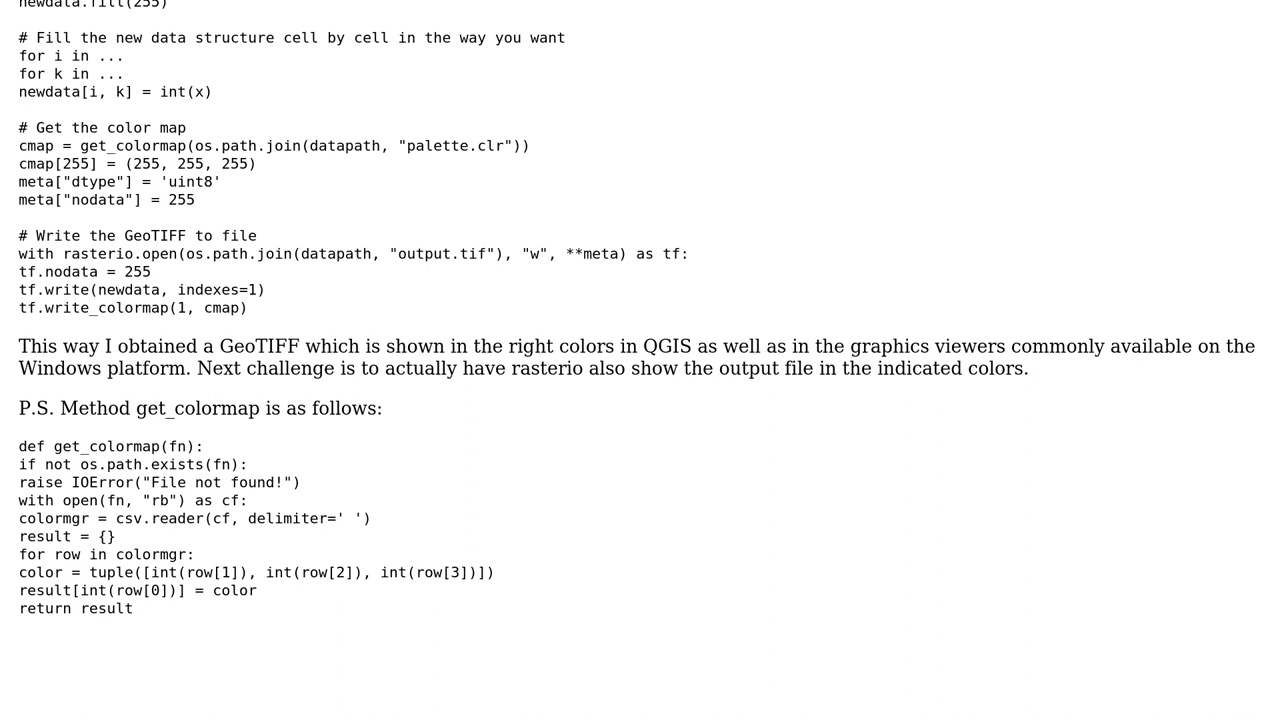 newdata.fill(255)
# Fill the new data structure cell by cell in the way you want
for i in ...
for k in ...
newdata[i, k] = int(x)
# Get the color map
cmap = get_colormap(os.path.join(datapath, "palette.clr"))
cmap[255] = (255, 255, 255)
meta["dtype"] = 'uint8'
meta["nodata"] = 255
# Write the GeoTIFF to file
with rasterio.open(os.path.join(datapath, "output.tif"), "w", **meta) as tf:
tf.nodata = 255
tf.write(newdata, indexes=1)
tf.write_colormap(1, cmap)
This way I obtained a GeoTIFF which is shown in the right colors in QGIS as well as in the graphics viewers commonly available on the
Windows platform. Next challenge is to actually have rasterio also show the output file in the indicated colors.
P.S. Method get_colormap is as follows:
def get_colormap(fn):
if not os.path.exists(fn):
raise IOError("File not found!")
with open(fn, "rb") as cf:
colormgr = csv.reader(cf, delimiter=' ')
result = {}
for row in colormgr:
color = tuple([int(row[1]), int(row[2]), int(row[3])])
result[int(row[0])] = color
return result